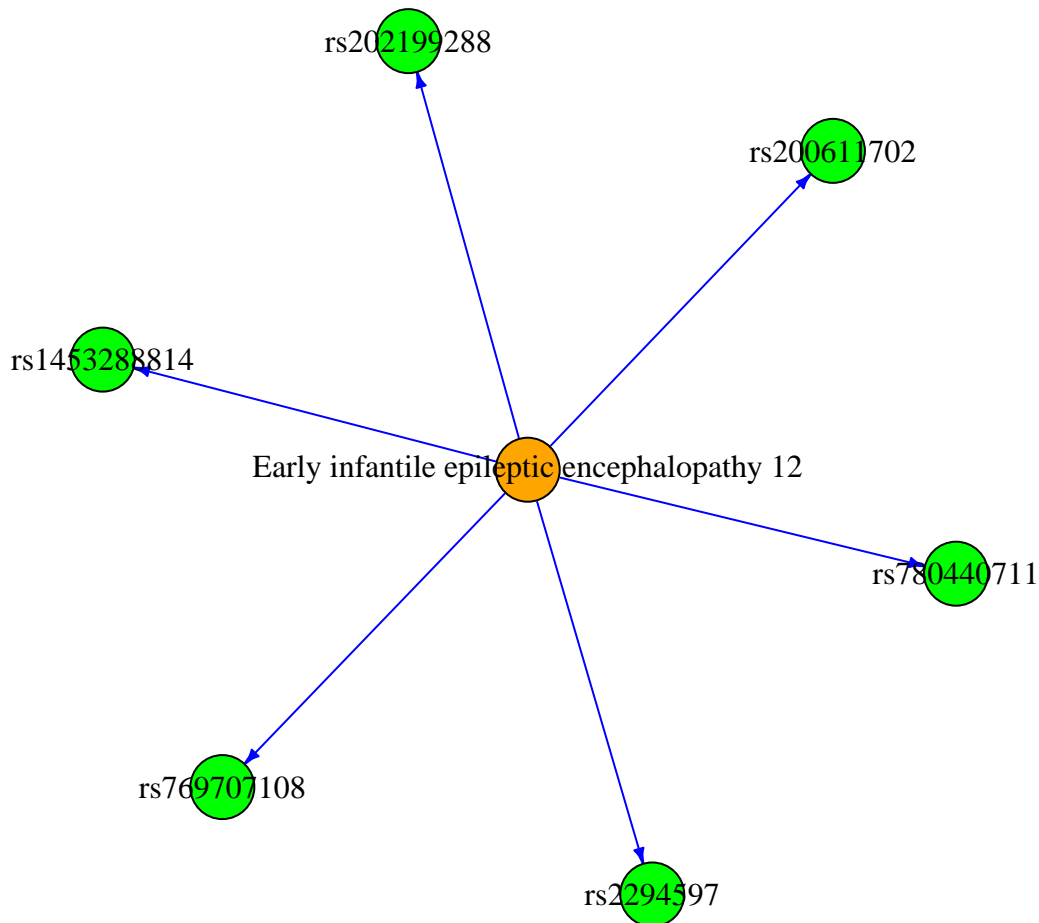 rs202199288
rs200611702
rs1453288814
Early infantile epileptic encephalopathy 12
rs780440711
rs769707108
rs2294597